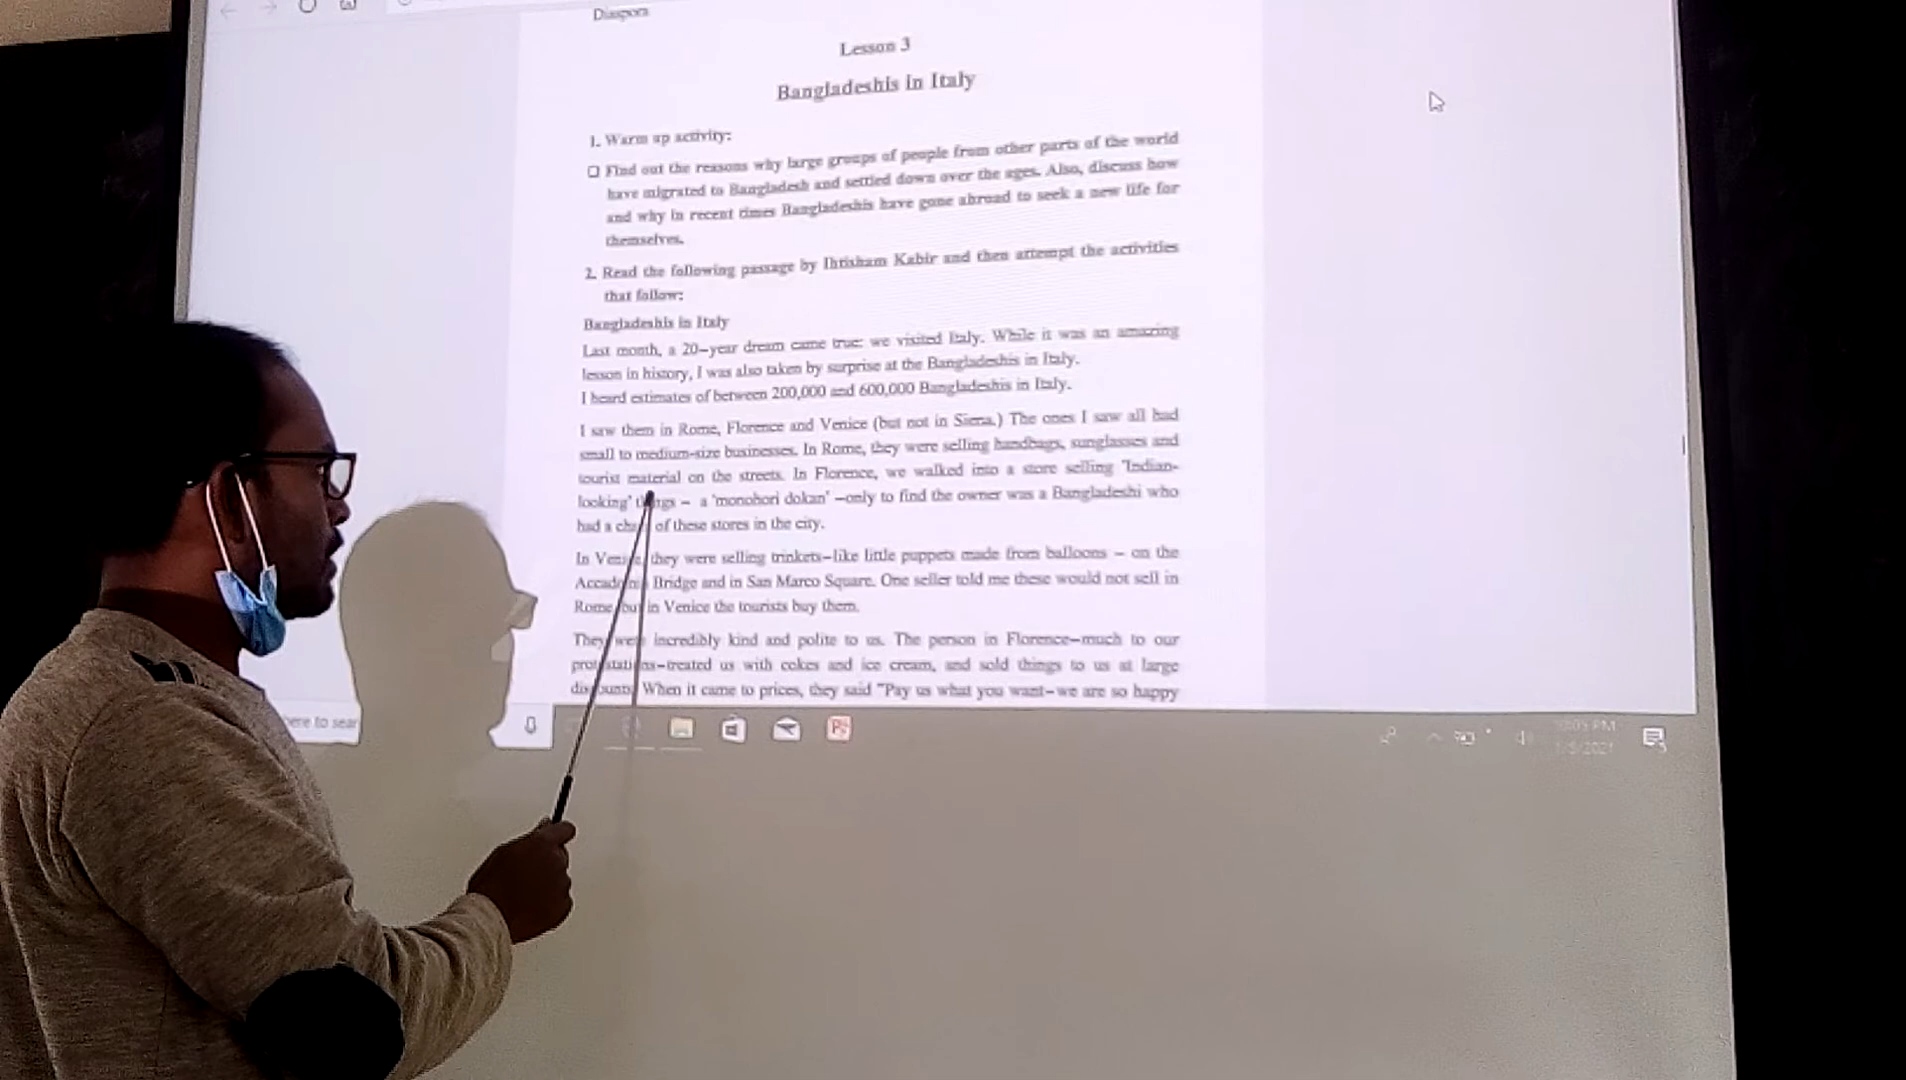 Diaspora
Lesson 3
Bangladeshis in Italy
1. Warm up activity:
❑ Find out the reasons why large groups of people from other parts of the world
have migrated to Bangladesh and settled down over the ages. Also, discuss how
and why in recent times Bangladeshis have gone abroad to seek a new life for
themselves.
2. Read the following passage by Ihtisham Kabir and then attempt the activities
that follow:
Bangladeshis in Italy
Last month, a 20–year dream came true: we visited Italy. While it was an amazing
lesson in history, I was also taken by surprise at the Bangladeshis in Italy.
I heard estimates of between 200,000 and 600,000 Bangladeshis in Italy.
I saw them in Rome, Florence and Venice (but not in Siena.) The ones I saw all had
small to medium-size businesses. In Rome, they were selling handbags, sunglasses and
tourist material on the streets. In Florence, we walked into a store selling 'Indian-
looking' things – a 'monohori dokan' –only to find the owner was a Bangladeshi who
had a chain of these stores in the city.
In Venice, they were selling trinkets–like little puppets made from balloons – on the
Bridge and in San Marco Square. One seller told me these would not sell in
Rome but in Venice the tourists buy them.
They were incredibly kind and polite to us. The person in Florence–much to our
protestations–treated us with cokes and ice cream, and sold things to us at large
discounts. When it came to prices, they said "Pay us what you want–we are so happy
here to sear